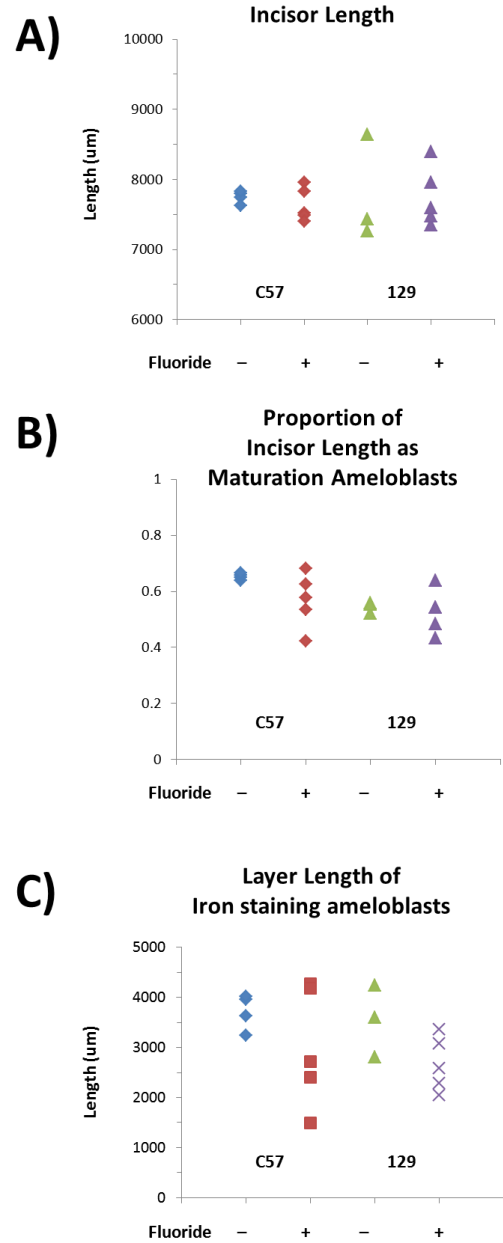 A)
Incisor Length
10000
9000
8000
7000
6000
Length (um)
C57 129
Fluoride – + – +
B)
Proportion of
Incisor Length as
Maturation Ameloblasts
1
0.8
0.6
0.4
0.2
0
C57 129
Fluoride – + – +
C)
Layer Length of
Iron staining ameloblasts
5000
4000
3000
2000
1000
0
Length (um)
C57 129
Fluoride – + – +